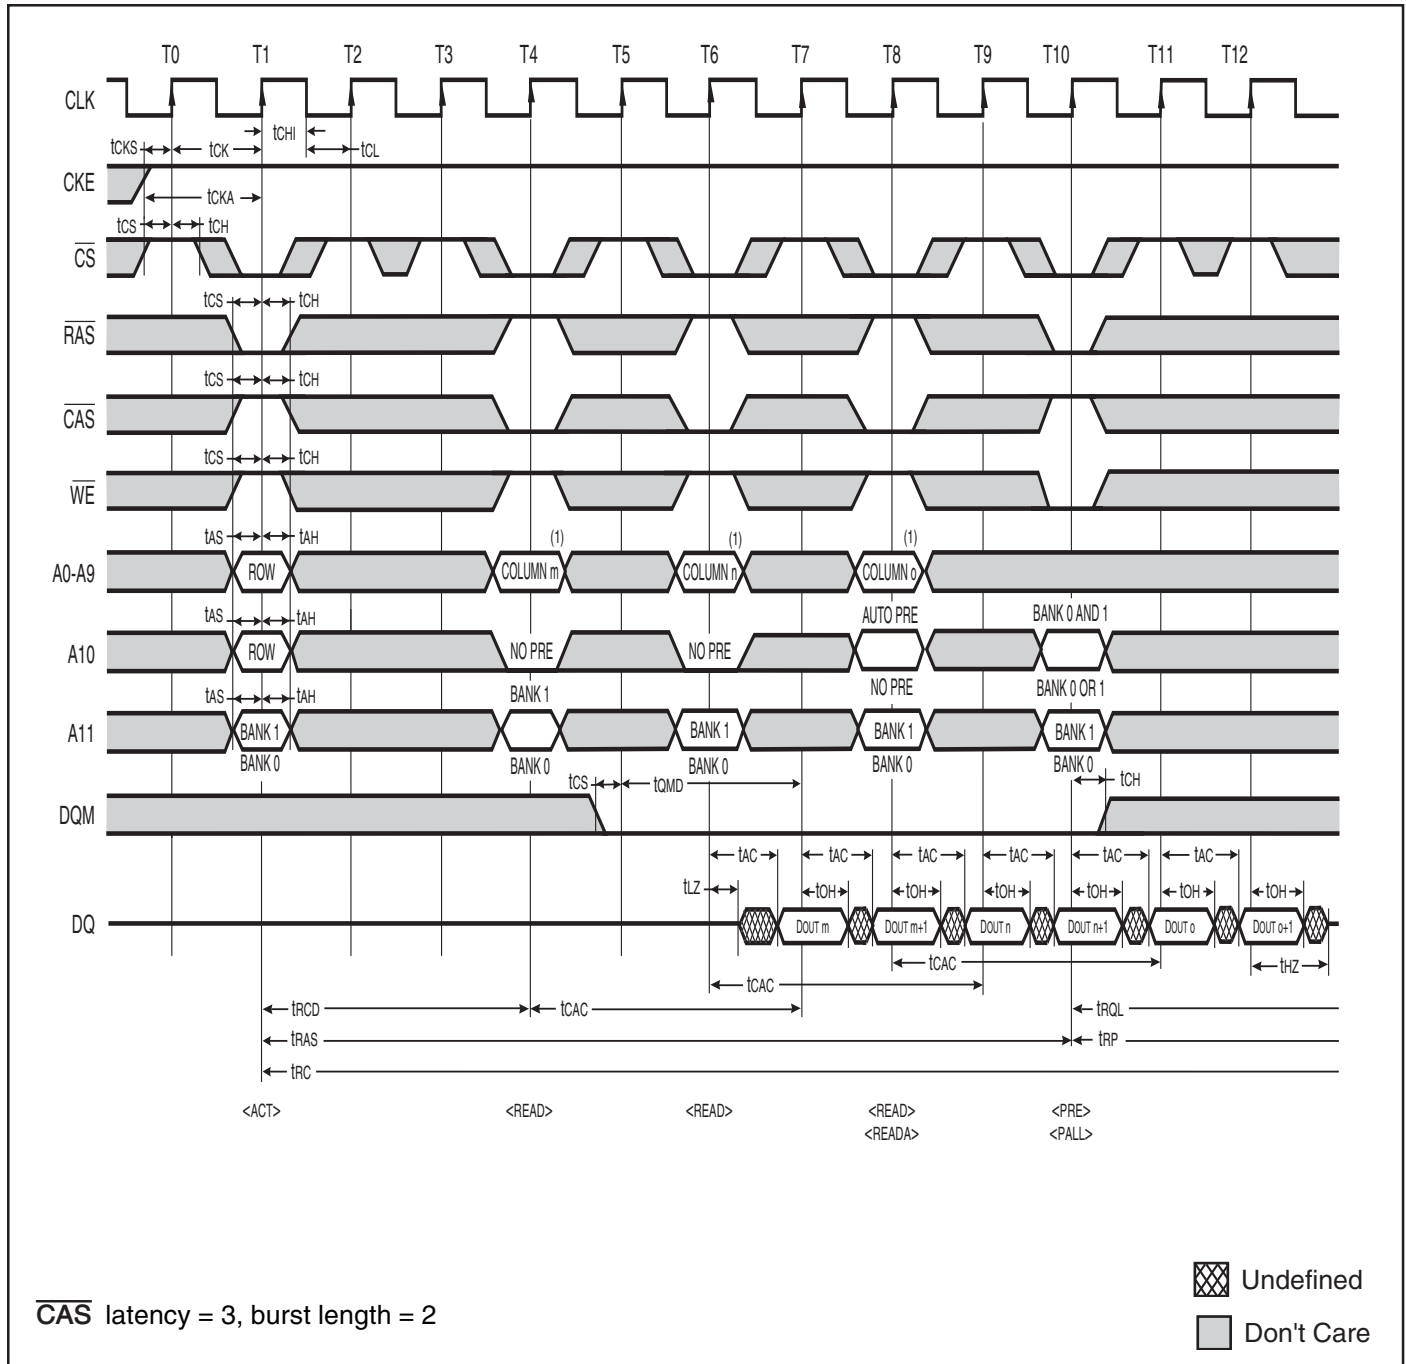 T0 T1 T2 T3 T4 T5 T6 T7 T8 T9 T10 T11 T12
CLK
tCHI
tCKS tCK tCL
CKE
tCKA
tCS tCH
CS
tCS tCH
RAS
tCS tCH
CAS
tCS tCH
WE
tAS tAH (1) (1) (1)
A0-A9 ROW COLUMN m COLUMN n COLUMN o
tAS tAH AUTO PRE BANK 0 AND 1
A10 ROW NO PRE NO PRE
tAS tAH BANK 1 NO PRE BANK 0 OR 1
A11 BANK 1 BANK 1 BANK 1 BANK 1
BANK 0 BANK 0 BANK 0 BANK 0 BANK 0
tCS tQMD tCH
DQM
tAC tAC tAC tAC tAC tAC
tLZ tOH tOH tOH tOH tOH tOH
DQ DOUT m DOUT m+1 DOUT n DOUT n+1 DOUT o DOUT o+1
tCAC tHZ
tCAC
tRCD tCAC tRQL
tRAS tRP
tRC
<ACT> <READ> <READ> <READ> <PRE>
<READA> <PALL>
Undefined
CAS latency = 3, burst length = 2
Don't Care